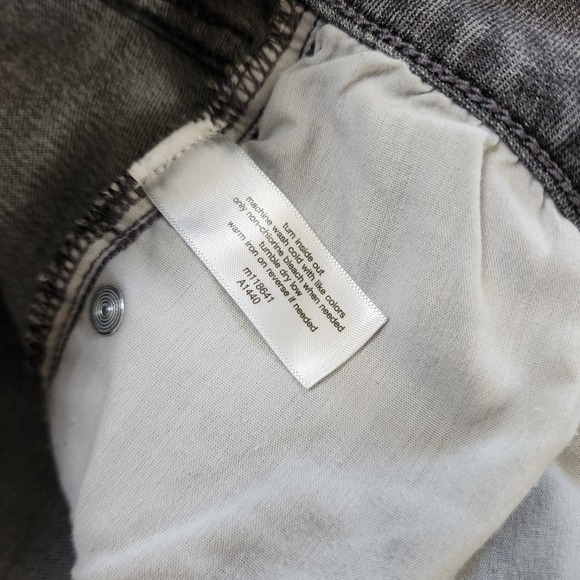 turn inside out
machine wash cold with like colors
only non-chlorine bleach when needed
tumble dry low
warm iron on reverse if needed
m118641
A1440